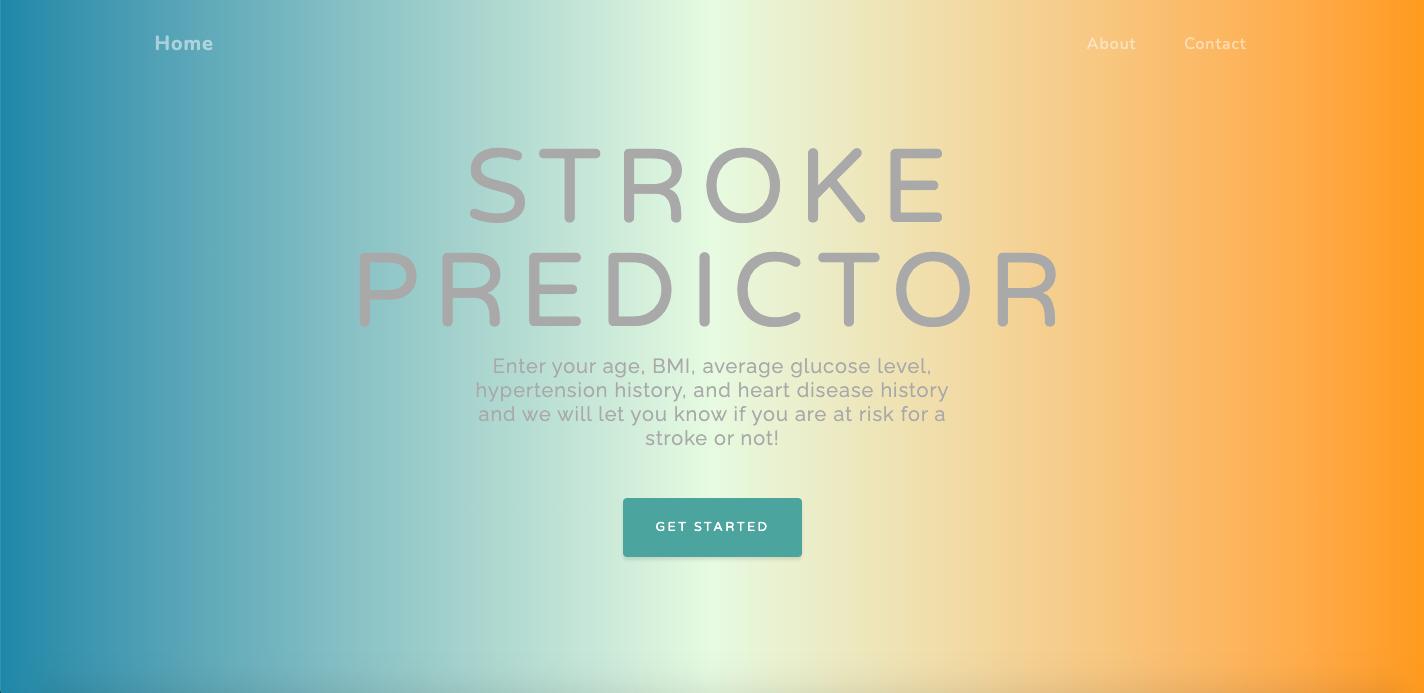 Home
About
Contact
STROKE
PREDICTOR
Enter your age, BMI, average glucose level,
hypertension history, and heart disease history
and we will let you know if you are at risk for a
stroke or not!
GET STARTED